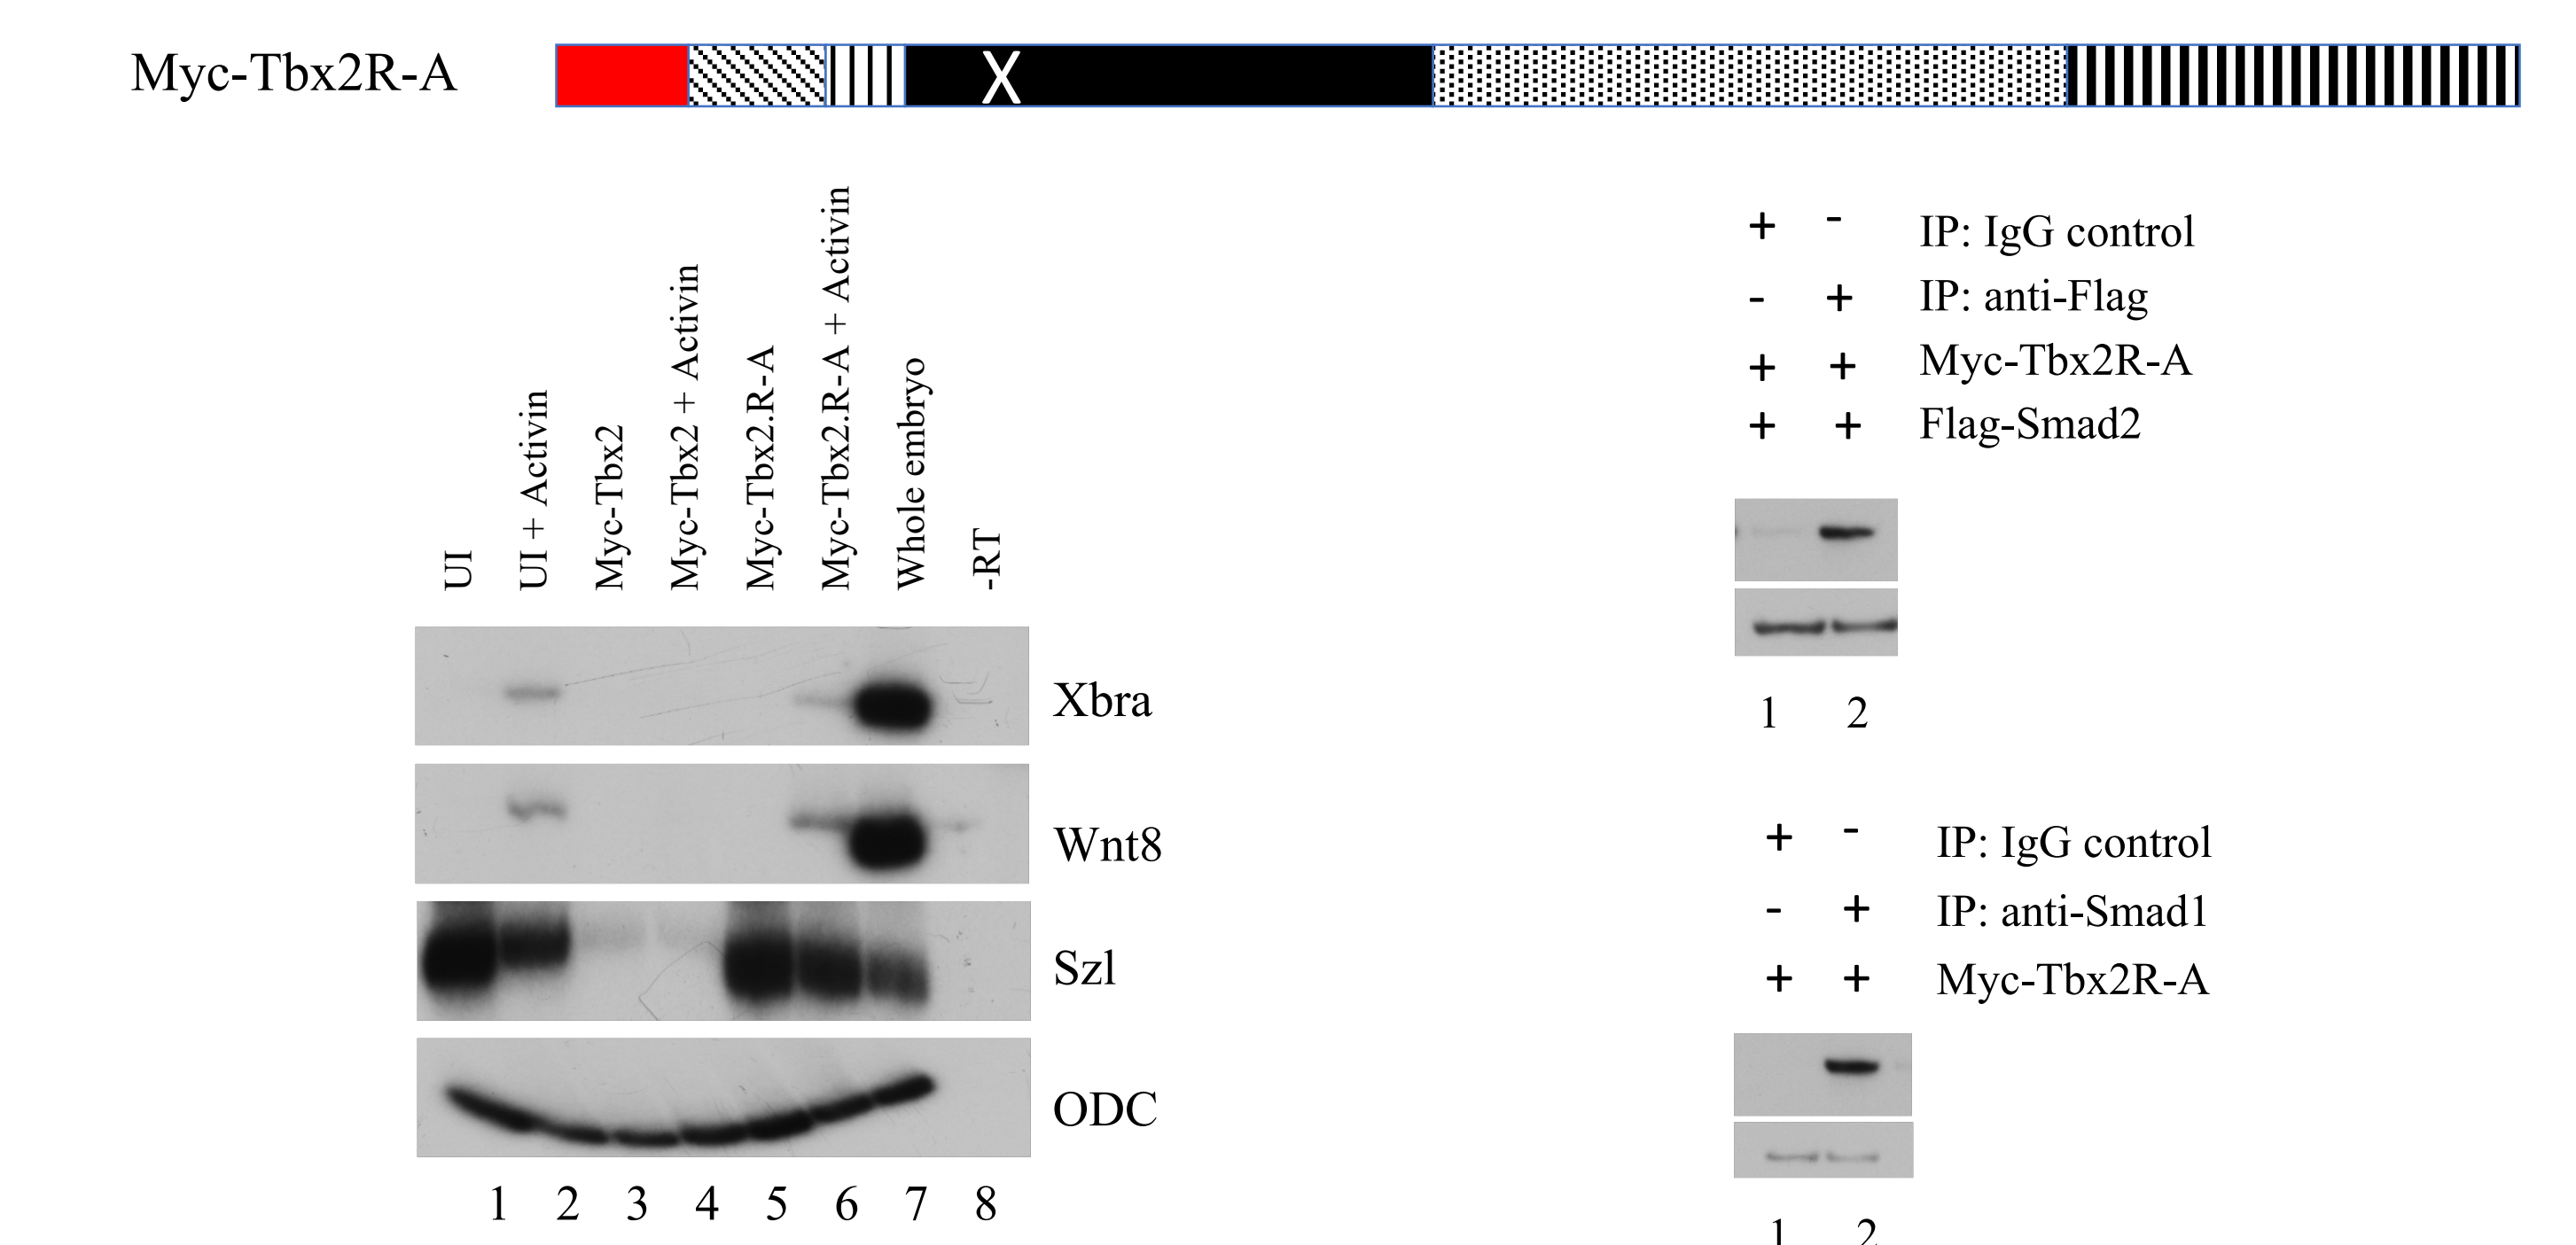 Myc-Tbx2R-A
X
UI
UI + Activin
Myc-Tbx2
Myc-Tbx2 + Activin
Myc-Tbx2.R-A
Myc-Tbx2.R-A + Activin
Whole embryo
-RT
Xbra
Wnt8
Szl
ODC
1 2 3 4 5 6 7 8
+ - IP: IgG control
- + IP: anti-Flag
+ + Myc-Tbx2R-A
+ + Flag-Smad2
1 2
+ - IP: IgG control
- + IP: anti-Smad1
+ + Myc-Tbx2R-A
1 2